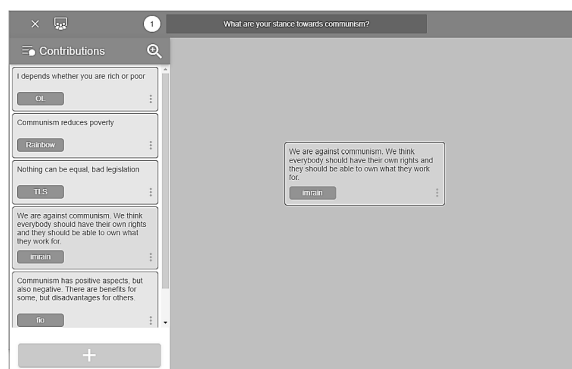 1
What are your stance towards communism?
Contributions
I depends whether you are rich or poor
OL
Communism reduces poverty
Rainbow
Nothing can be equal, bad legislation
TLS
We are against communism. We think
everybody should have their own rights
and they should be able to own what
they work for.
imrain
Communism has positive aspects, but
also negative. There are benefits for
some, but disadvantages for others.
fio
We are against communism. We think
everybody should have their own rights and
they should be able to own what they work
for.
imrain